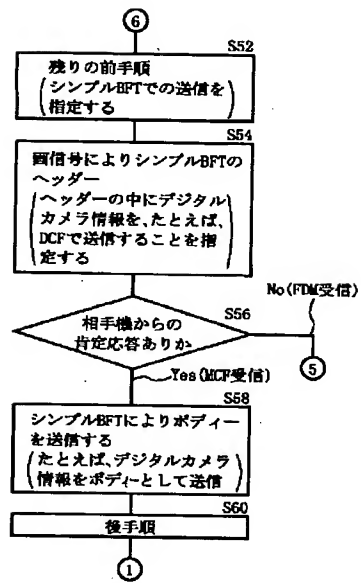 ⑥
S52
残りの前手順
(シンプルBFTでの送信を
指定する)
S54
画信号によりシンプルBFTの
ヘッダー
(ヘッダーの中にデジタル
カメラ情報を、たとえば、
DCFで送信することを指
定する)
S56
No(FDM受信)
相手機からの
肯定応答ありか
⑤
Yes(MCF受信)
S58
シンプルBFTによりボディー
を送信する
(たとえば、デジタルカメラ
情報をボディーとして送信)
S60
後手順
①